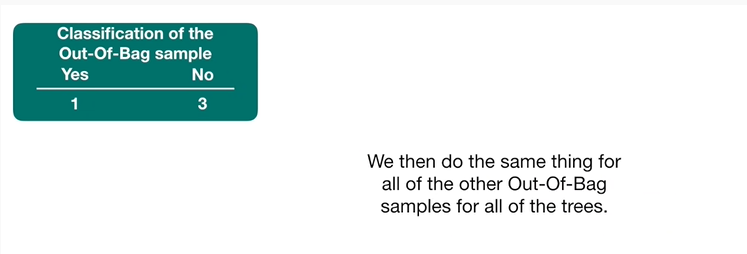 Classification of the
Out-Of-Bag sample
Yes No
1 3
We then do the same thing for
all of the other Out-Of-Bag
samples for all of the trees.